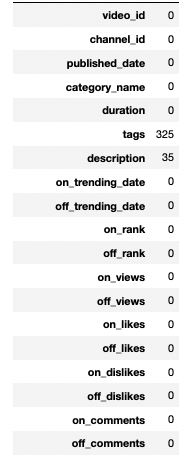 video_id 0
channel_id 0
published_date 0
category_name 0
duration 0
tags 325
description 35
on_trending_date 0
off_trending_date 0
on_rank 0
off_rank 0
on_views 0
off_views 0
on_likes 0
off_likes 0
on_dislikes 0
off_dislikes 0
on_comments 0
off_comments 0